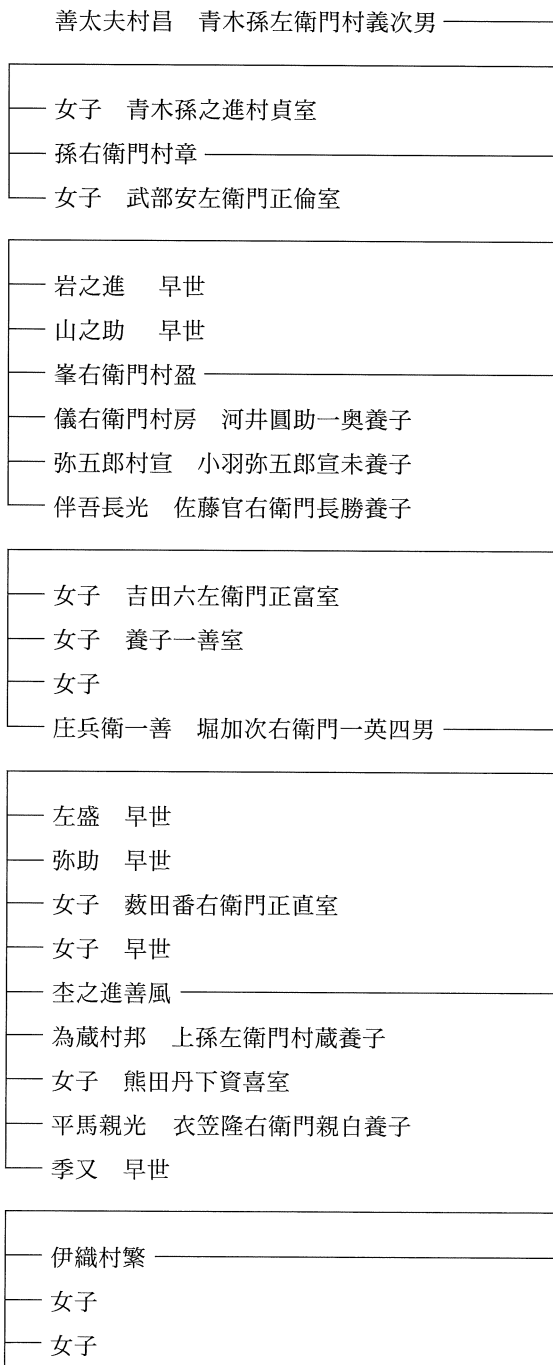 善太夫村昌　青木孫左衛門村義次男
女子　青木孫之進村貞室
孫右衛門村章
女子　武部安左衛門正倫室
岩之進　早世
山之助　早世
峯右衛門村盈
儀右衛門村房　河井圓助一奥養子
弥五郎村宣　小羽弥五郎宣未養子
伴吾長光　佐藤官右衛門長勝養子
女子　吉田六左衛門正富室
女子　養子一善室
女子
庄兵衛一善　堀加次右衛門一英四男
左盛　早世
弥助　早世
女子　薮田番右衛門正直室
女子　早世
杢之進善風
為蔵村邦　上孫左衛門村蔵養子
女子　熊田丹下資喜室
平馬親光　衣笠隆右衛門親白養子
季又　早世
伊織村繁
女子
女子